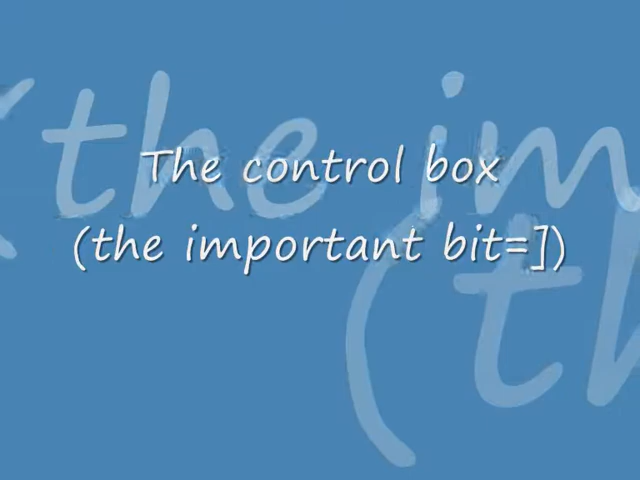 The control box
(the important bit=])